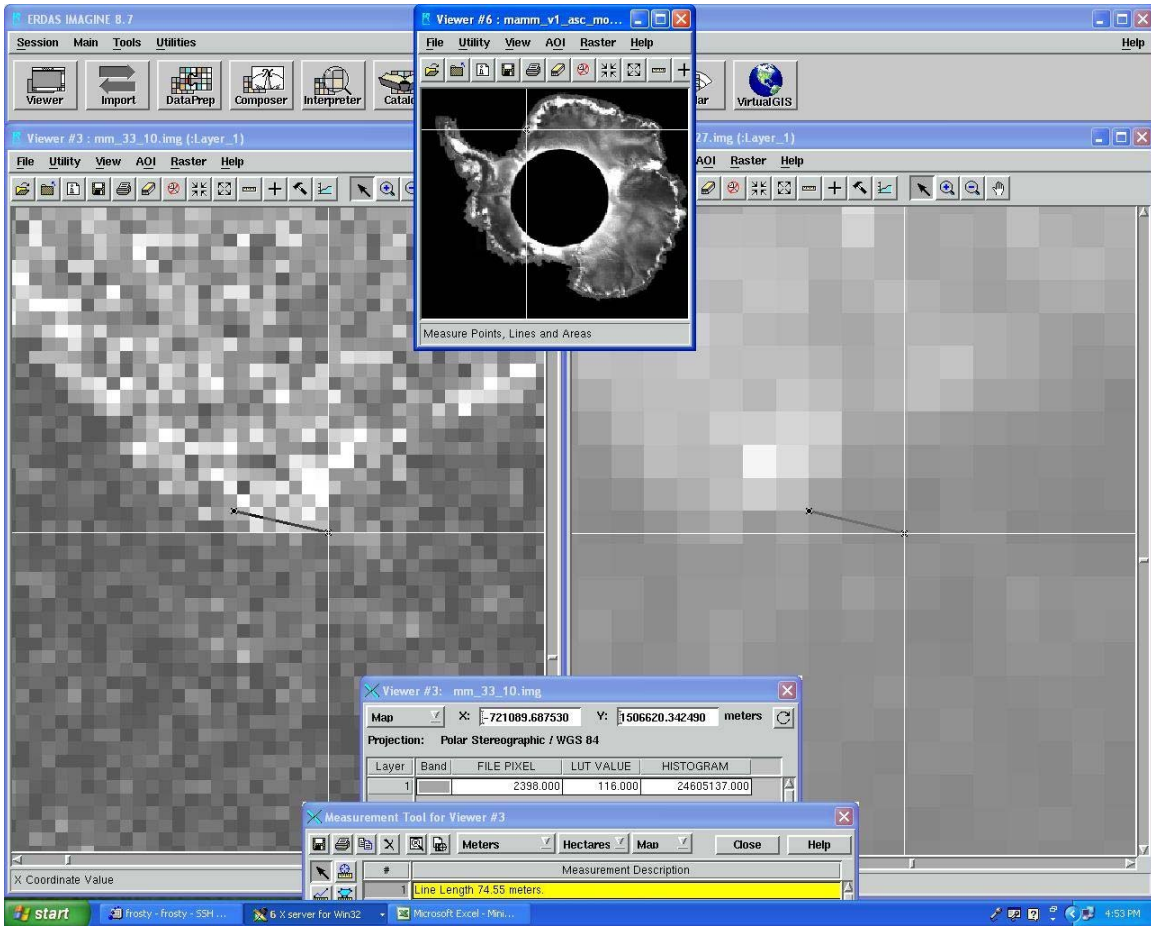 ERDAS IMAGINE 8.7
Session Main Tools Utilities Help
Viewer Import DataPrep Composer Interpreter VirtualGIS
Viewer #6 : mamm_v1_asc_mo...
File Utility View AOI Raster Help
Measure Points, Lines and Areas
Viewer #3 : mm_33_10.img (:Layer_1)
File Utility View AOI Raster Help
27.img (:Layer_1)
AOI Raster Help
X Coordinate Value
Viewer #3: mm_33_10.img
Map X: -721089.687530 Y: 1506620.342490 meters
Projection: Polar Stereographic / WGS 84
Layer Band FILE PIXEL LUT VALUE HISTOGRAM
1 2398.000 116.000 24605137.000
Measurement Tool for Viewer #3
Meters Hectares Map Close Help
# Measurement Description
1 Line Length 74.55 meters.
start frosty - frosty - SSH ... 6 X server for Win32 Microsoft Excel - Mini... 4:53 PM